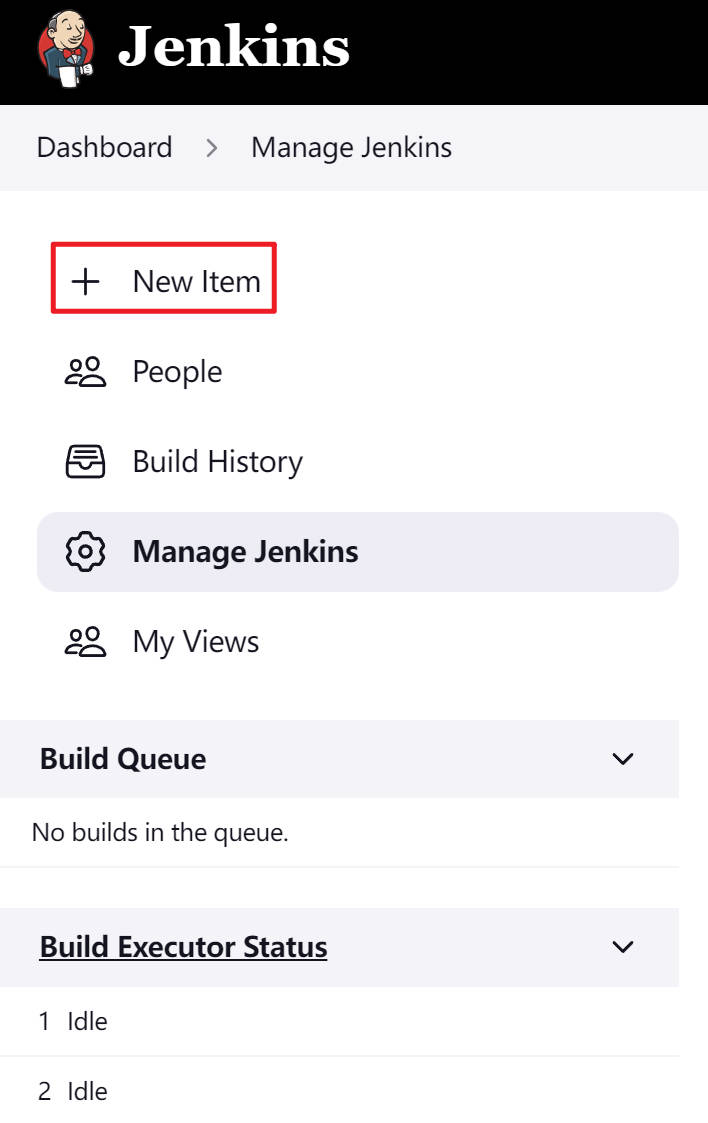 Jenkins
Dashboard > Manage Jenkins
+ New Item
People
Build History
Manage Jenkins
My Views
Build Queue
No builds in the queue.
Build Executor Status
1 Idle
2 Idle